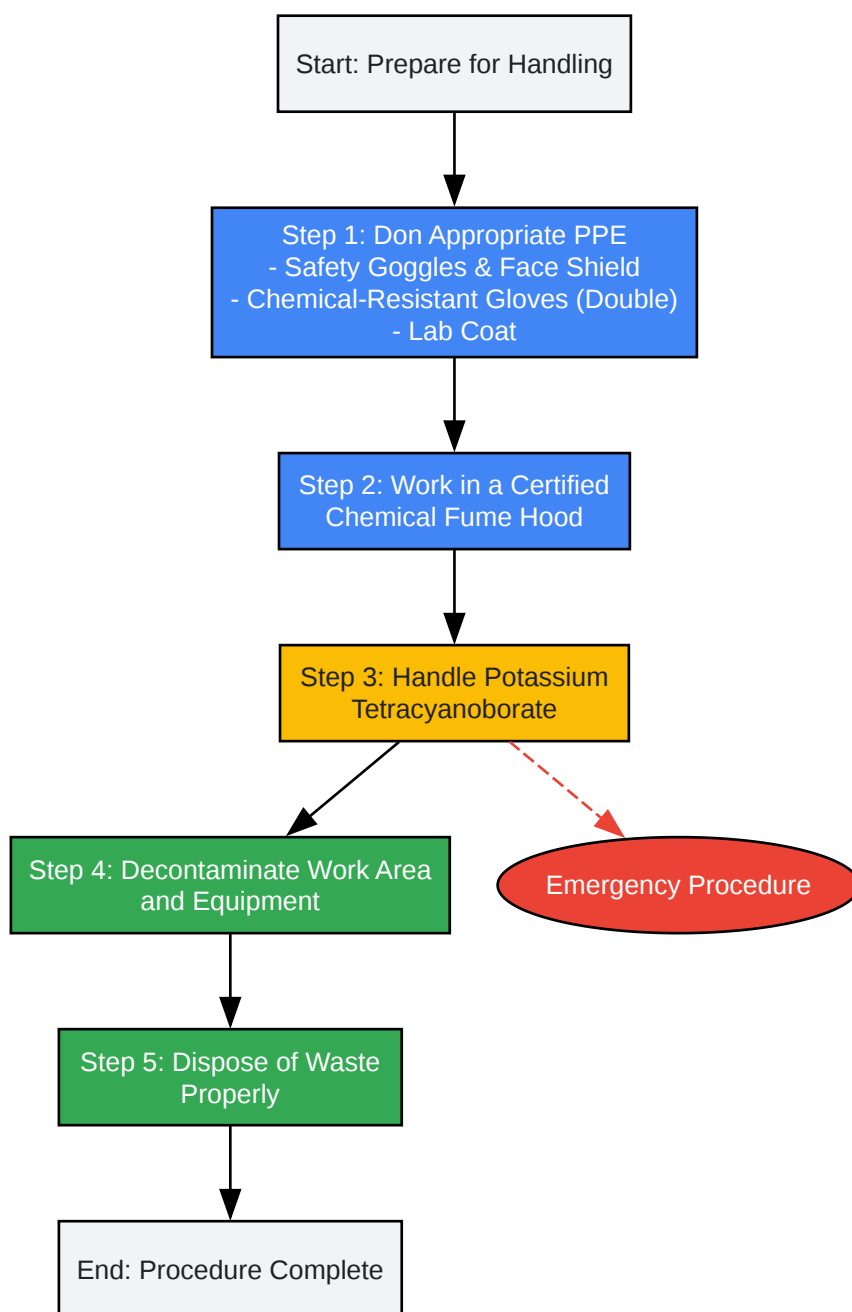 Start: Prepare for Handling
Step 1: Don Appropriate PPE
- Safety Goggles & Face Shield
- Chemical-Resistant Gloves (Double)
- Lab Coat
Step 2: Work in a Certified
Chemical Fume Hood
Step 3: Handle Potassium
Tetracyanoborate
Step 4: Decontaminate Work Area
and Equipment
Emergency Procedure
Step 5: Dispose of Waste
Properly
End: Procedure Complete